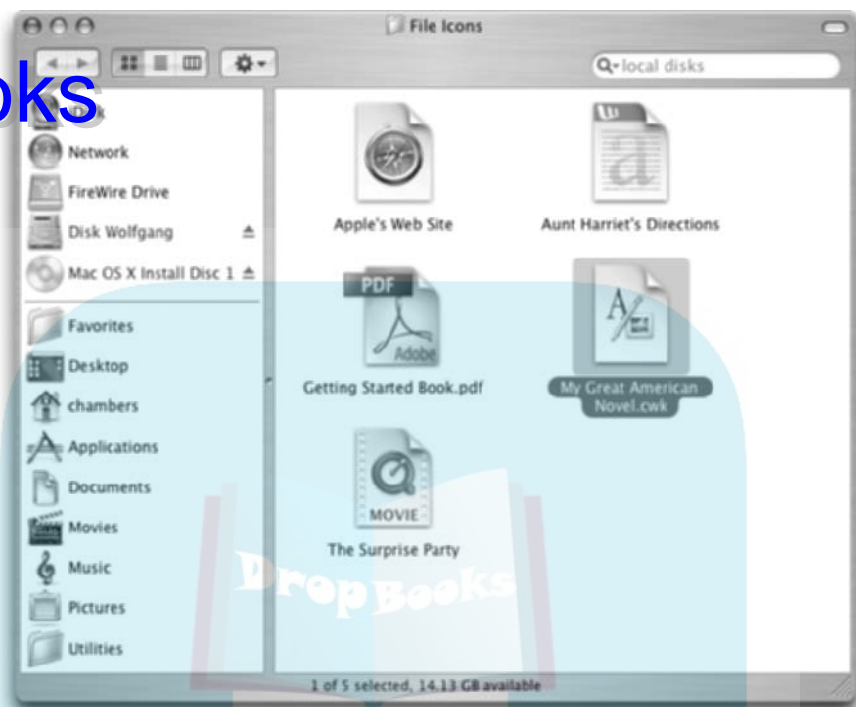 File Icons
local disks
oks
Network
FireWire Drive
Disk Wolfgang
Mac OS X Install Disc 1
Favorites
Desktop
chambers
Applications
Documents
Movies
Music
Pictures
Utilities
Apple's Web Site
Aunt Harriet's Directions
PDF
Adobe
Getting Started Book.pdf
My Great American
Novel.cwk
MOVIE
The Surprise Party
DropBooks
1 of 5 selected, 14.13 GB available